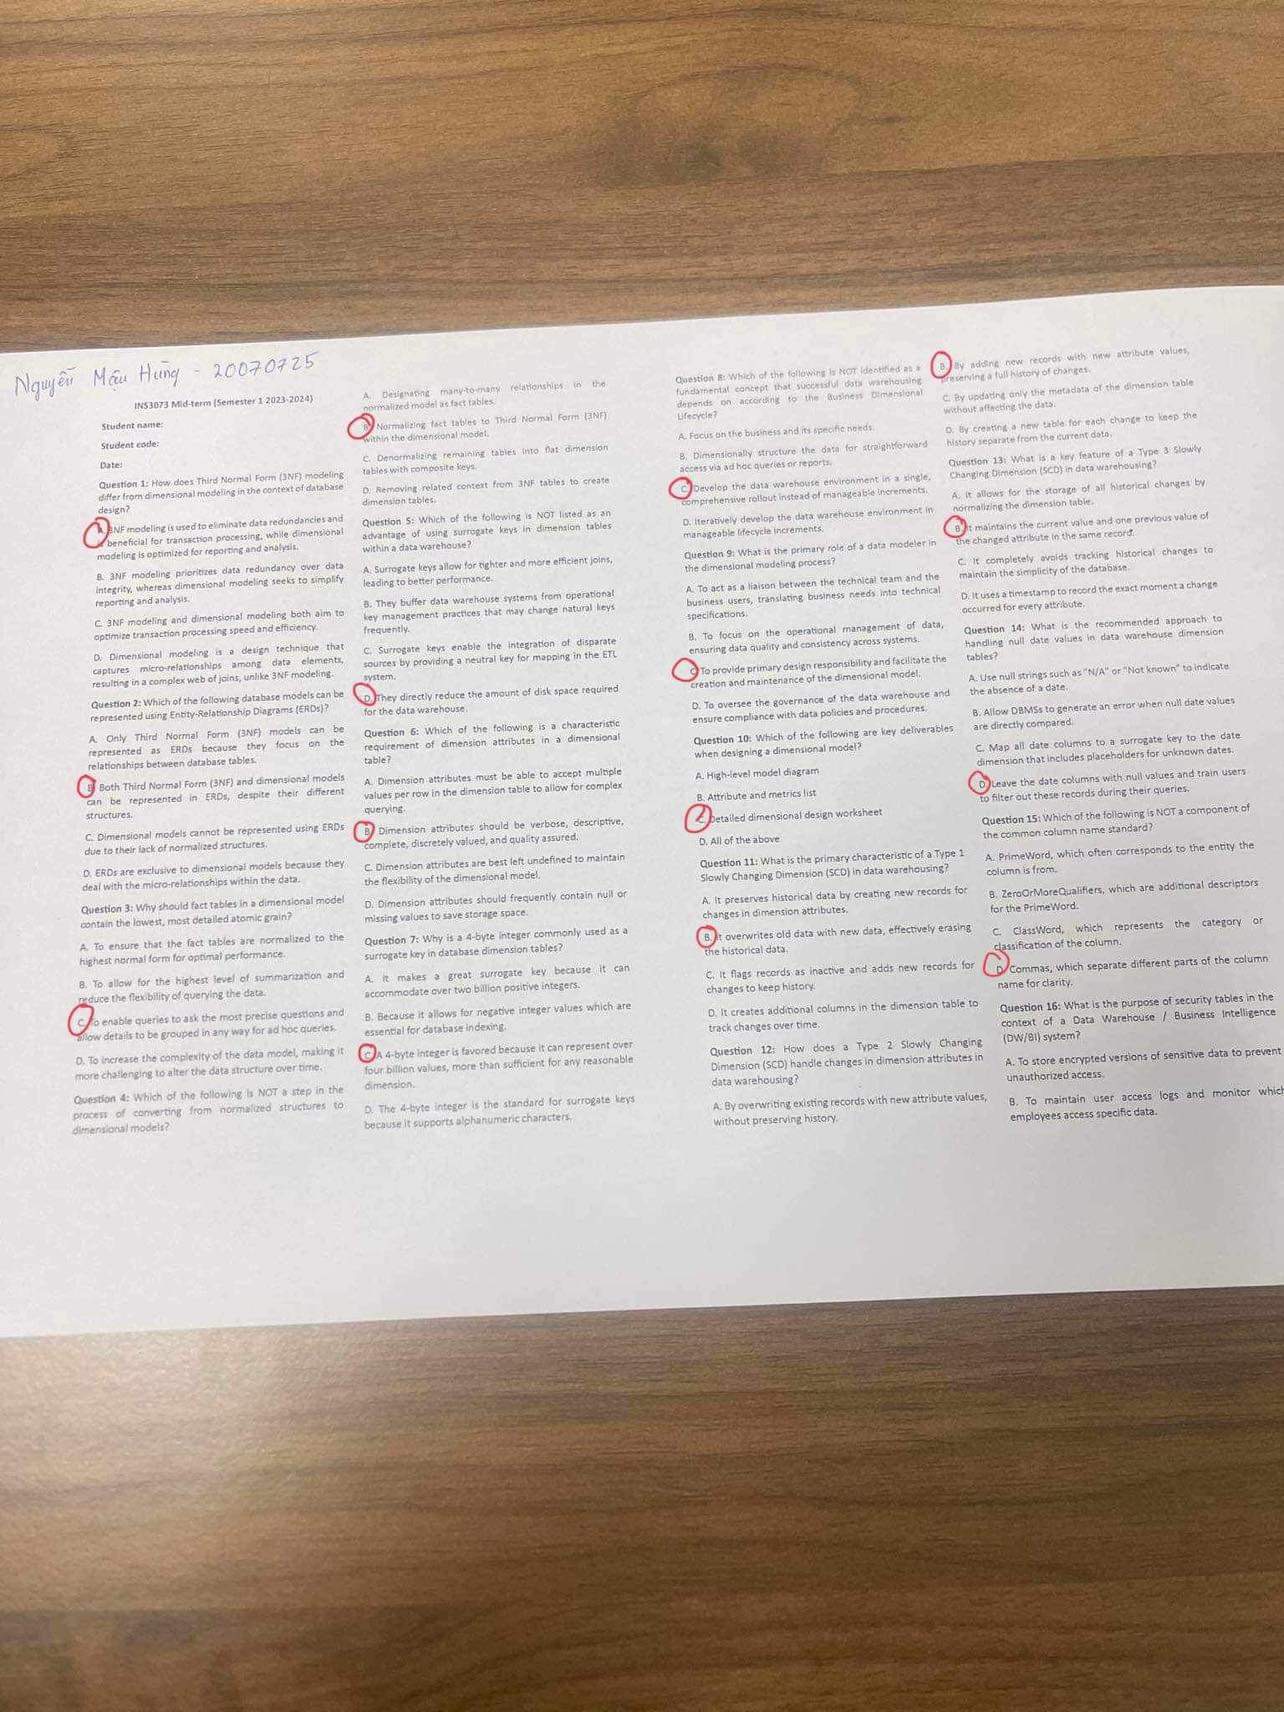 Nguyễn Mậu Hùng - 20070725
INS3073 Mid-term (Semester 1 2023-2024)
Student name:
Student code:
Date:
Question 1: How does Third Normal Form (3NF) modeling
differ from dimensional modeling in the context of database
design?
A. 3NF modeling is used to eliminate data redundancies and
is beneficial for transaction processing, while dimensional
modeling is optimized for reporting and analysis.
B. 3NF modeling prioritizes data redundancy over data
integrity, whereas dimensional modeling seeks to simplify
reporting and analysis.
C. 3NF modeling and dimensional modeling both aim to
optimize transaction processing speed and efficiency.
D. Dimensional modeling is a design technique that
captures micro-relationships among data elements,
resulting in a complex web of joins, unlike 3NF modeling.
Question 2: Which of the following database models can be
represented using Entity-Relationship Diagrams (ERDs)?
A. Only Third Normal Form (3NF) models can be
represented as ERDs because they focus on the
relationships between database tables.
B. Both Third Normal Form (3NF) and dimensional models
can be represented in ERDs, despite their different
structures.
C. Dimensional models cannot be represented using ERDs
due to their lack of normalized structures.
D. ERDs are exclusive to dimensional models because they
deal with the micro-relationships within the data.
Question 3: Why should fact tables in a dimensional model
contain the lowest, most detailed atomic grain?
A. To ensure that the fact tables are normalized to the
highest normal form for optimal performance.
B. To allow for the highest level of summarization and
reduce the flexibility of querying the data.
C. To enable queries to ask the most precise questions and
allow details to be grouped in any way for ad hoc queries.
D. To increase the complexity of the data model, making it
more challenging to alter the data structure over time.
Question 4: Which of the following is NOT a step in the
process of converting from normalized structures to
dimensional models?
A. Designating many-to-many relationships in the
normalized model as fact tables.
B. Normalizing fact tables to Third Normal Form (3NF)
within the dimensional model.
C. Denormalizing remaining tables into flat dimension
tables with composite keys.
D. Removing related context from 3NF tables to create
dimension tables.
Question 5: Which of the following is NOT listed as an
advantage of using surrogate keys in dimension tables
within a data warehouse?
A. Surrogate keys allow for tighter and more efficient joins,
leading to better performance.
B. They buffer data warehouse systems from operational
key management practices that may change natural keys
frequently.
C. Surrogate keys enable the integration of disparate
sources by providing a neutral key for mapping in the ETL
system.
D. They directly reduce the amount of disk space required
for the data warehouse.
Question 6: Which of the following is a characteristic
requirement of dimension attributes in a dimensional
table?
A. Dimension attributes must be able to accept multiple
values per row in the dimension table to allow for complex
querying.
B. Dimension attributes should be verbose, descriptive,
complete, discretely valued, and quality assured.
C. Dimension attributes are best left undefined to maintain
the flexibility of the dimensional model.
D. Dimension attributes should frequently contain null or
missing values to save storage space.
Question 7: Why is a 4-byte integer commonly used as a
surrogate key in database dimension tables?
A. It makes a great surrogate key because it can
accommodate over two billion positive integers.
B. Because it allows for negative integer values which are
essential for database indexing.
C. A 4-byte integer is favored because it can represent over
four billion values, more than sufficient for any reasonable
dimension.
D. The 4-byte integer is the standard for surrogate keys
because it supports alphanumeric characters.
Question 8: Which of the following is NOT identified as a
fundamental concept that successful data warehousing
depends on according to the Business Dimensional
Lifecycle?
A. Focus on the business and its specific needs.
B. Dimensionally structure the data for straightforward
access via ad hoc queries or reports.
C. Develop the data warehouse environment in a single,
comprehensive rollout instead of manageable increments.
D. Iteratively develop the data warehouse environment in
manageable lifecycle increments.
Question 9: What is the primary role of a data modeler in
the dimensional modeling process?
A. To act as a liaison between the technical team and the
business users, translating business needs into technical
specifications.
B. To focus on the operational management of data,
ensuring data quality and consistency across systems.
C. To provide primary design responsibility and facilitate the
creation and maintenance of the dimensional model.
D. To oversee the governance of the data warehouse and
ensure compliance with data policies and procedures.
Question 10: Which of the following are key deliverables
when designing a dimensional model?
A. High-level model diagram
B. Attribute and metrics list
C. Detailed dimensional design worksheet
D. All of the above
Question 11: What is the primary characteristic of a Type 1
Slowly Changing Dimension (SCD) in data warehousing?
A. It preserves historical data by creating new records for
changes in dimension attributes.
B. It overwrites old data with new data, effectively erasing
the historical data.
C. It flags records as inactive and adds new records for
changes to keep history.
D. It creates additional columns in the dimension table to
track changes over time.
Question 12: How does a Type 2 Slowly Changing
Dimension (SCD) handle changes in dimension attributes in
data warehousing?
A. By overwriting existing records with new attribute values,
without preserving history.
B. By adding new records with new attribute values,
preserving a full history of changes.
C. By updating only the metadata of the dimension table
without affecting the data.
D. By creating a new table for each change to keep the
history separate from the current data.
Question 13: What is a key feature of a Type 3 Slowly
Changing Dimension (SCD) in data warehousing?
A. It allows for the storage of all historical changes by
normalizing the dimension table.
B. It maintains the current value and one previous value of
the changed attribute in the same record.
C. It completely avoids tracking historical changes to
maintain the simplicity of the database.
D. It uses a timestamp to record the exact moment a change
occurred for every attribute.
Question 14: What is the recommended approach to
handling null date values in data warehouse dimension
tables?
A. Use null strings such as "N/A" or "Not known" to indicate
the absence of a date.
B. Allow DBMSs to generate an error when null date values
are directly compared.
C. Map all date columns to a surrogate key to the date
dimension that includes placeholders for unknown dates.
D. Leave the date columns with null values and train users
to filter out these records during their queries.
Question 15: Which of the following is NOT a component of
the common column name standard?
A. PrimeWord, which often corresponds to the entity the
column is from.
B. ZeroOrMoreQualifiers, which are additional descriptors
for the PrimeWord.
C. ClassWord, which represents the category or
classification of the column.
D. Commas, which separate different parts of the column
name for clarity.
Question 16: What is the purpose of security tables in the
context of a Data Warehouse / Business Intelligence
(DW/BI) system?
A. To store encrypted versions of sensitive data to prevent
unauthorized access.
B. To maintain user access logs and monitor which
employees access specific data.